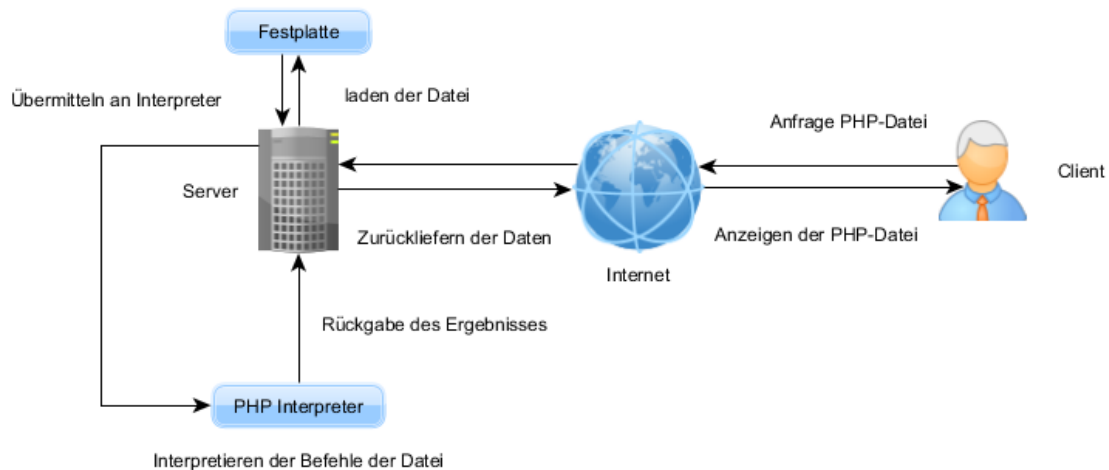 Festplatte
Übermitteln an Interpreter
laden der Datei
Anfrage PHP-Datei
Server
Client
Zurückliefern der Daten
Anzeigen der PHP-Datei
Internet
Rückgabe des Ergebnisses
PHP Interpreter
Interpretieren der Befehle der Datei